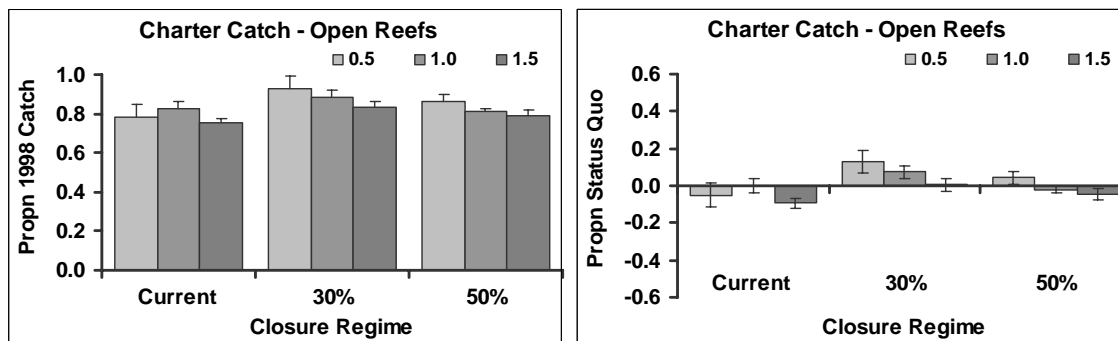 Charter Catch - Open Reefs
0.5 1.0 1.5
1.0
0.8
0.6
0.4
0.2
0.0
Propn 1998 Catch
Current 30% 50%
Closure Regime
Charter Catch - Open Reefs
0.5 1.0 1.5
0.6
0.4
0.2
0.0
-0.2
-0.4
-0.6
Propn Status Quo
Current 30% 50%
Closure Regime